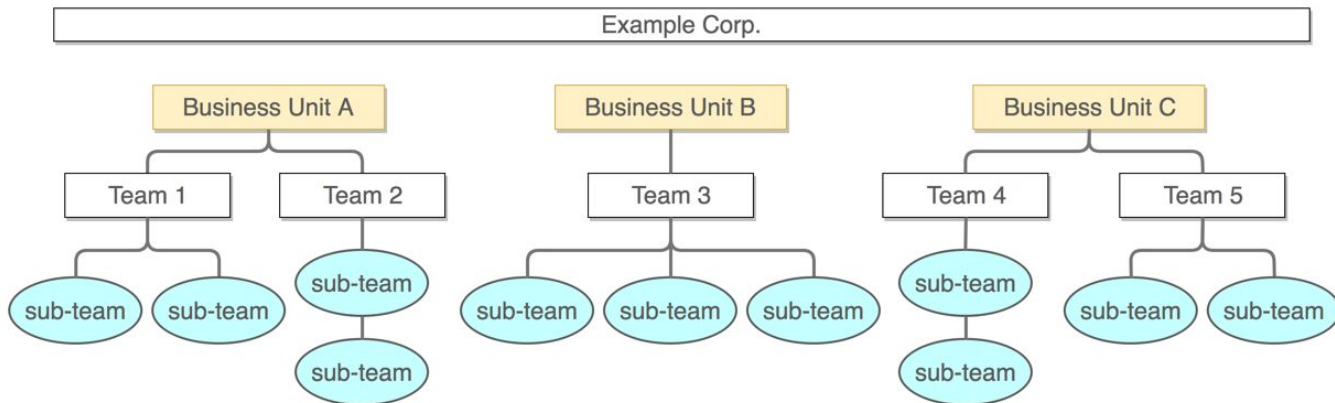 Example Corp.
Business Unit A
Business Unit B
Business Unit C
Team 1
Team 2
Team 3
Team 4
Team 5
sub-team
sub-team
sub-team
sub-team
sub-team
sub-team
sub-team
sub-team
sub-team
sub-team
sub-team